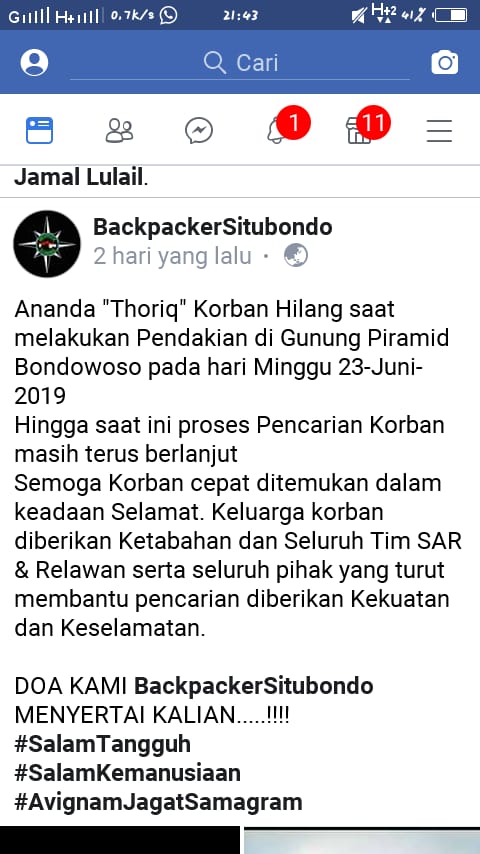 G H+ 0.7K/s 21:43 H+2 41%
Cari
1 11
Jamal Lulail.
BackpackerSitubondo
2 hari yang lalu ·
Ananda "Thoriq" Korban Hilang saat
melakukan Pendakian di Gunung Piramid
Bondowoso pada hari Minggu 23-Juni-
2019
Hingga saat ini proses Pencarian Korban
masih terus berlanjut
Semoga Korban cepat ditemukan dalam
keadaan Selamat. Keluarga korban
diberikan Ketabahan dan Seluruh Tim SAR
& Relawan serta seluruh pihak yang turut
membantu pencarian diberikan Kekuatan
dan Keselamatan.
DOA KAMI BackpackerSitubondo
MENYERTAI KALIAN.....!!!!
#SalamTangguh
#SalamKemanusiaan
#AvignamJagatSamagram